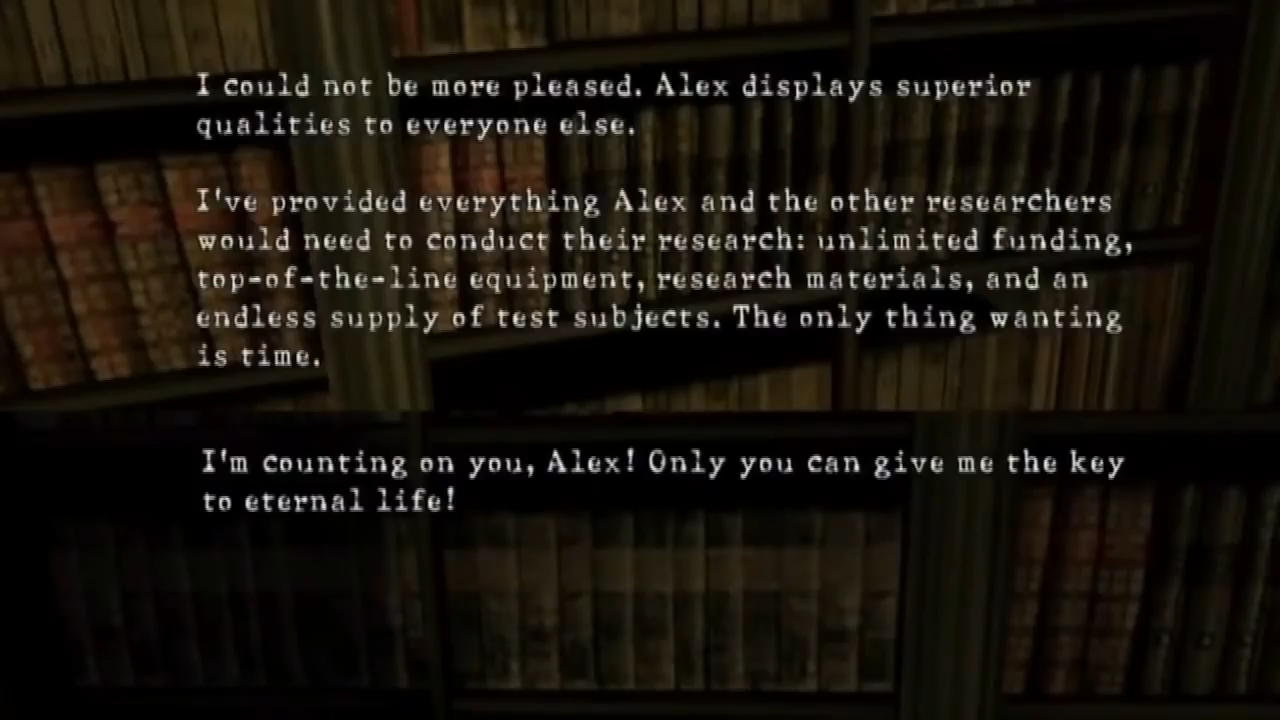 I could not be more pleased. Alex displays superior
qualities to everyone else.
I've provided everything Alex and the other researchers
would need to conduct their research: unlimited funding,
top-of-the-line equipment, research materials, and an
endless supply of test subjects. The only thing wanting
is time.
I'm counting on you, Alex! Only you can give me the key
to eternal life!